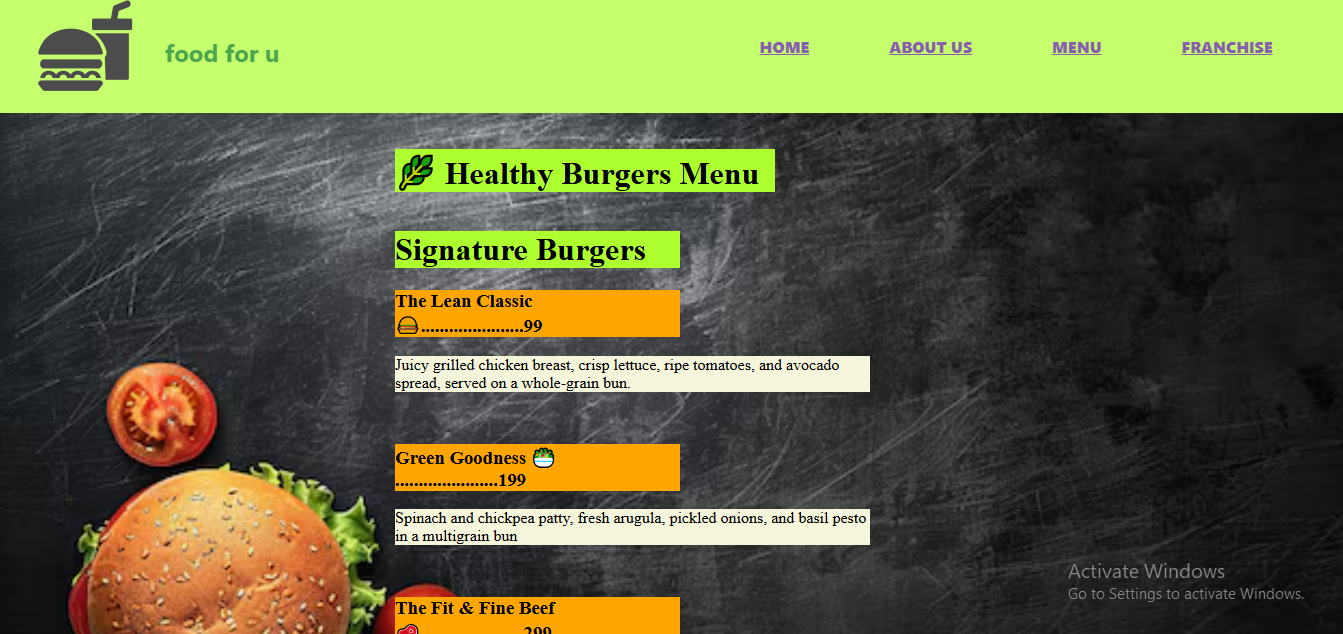 food for u
HOME ABOUT US MENU FRANCHISE
Healthy Burgers Menu
Signature Burgers
The Lean Classic
......................99
Juicy grilled chicken breast, crisp lettuce, ripe tomatoes, and avocado
spread, served on a whole-grain bun.
Green Goodness
......................199
Spinach and chickpea patty, fresh arugula, pickled onions, and basil pesto
in a multigrain bun
The Fit & Fine Beef
......................299
Activate Windows
Go to Settings to activate Windows.